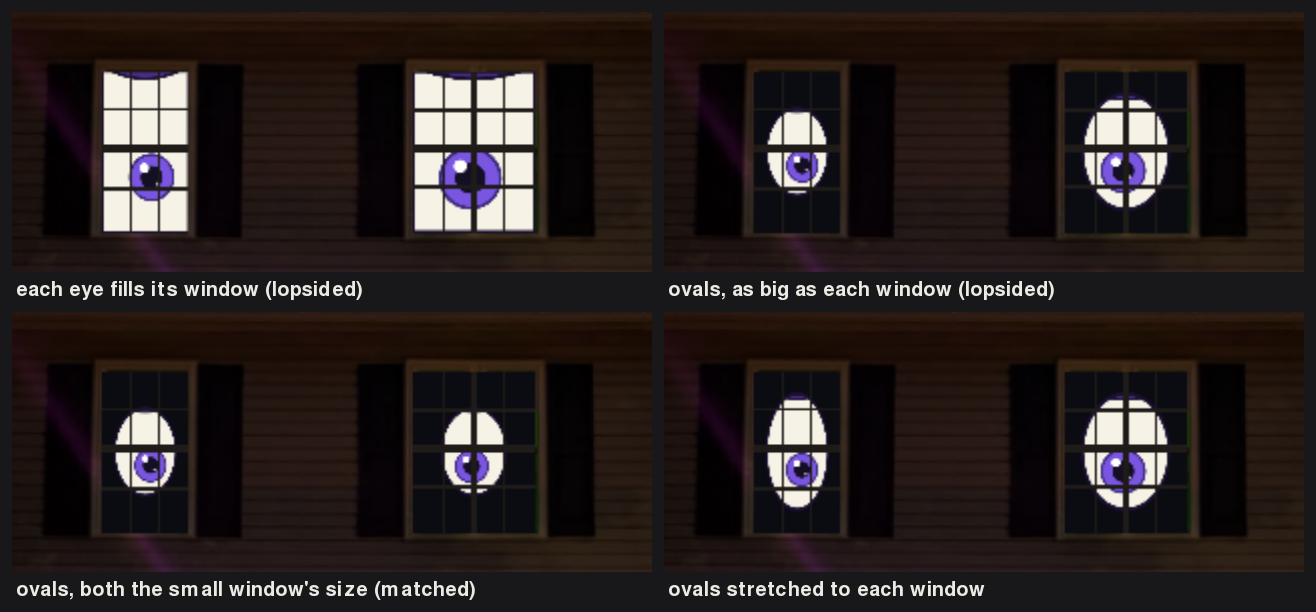 each eye fills its window (lopsided)
ovals, as big as each window (lopsided)
ovals, both the small window's size (matched)
ovals stretched to each window